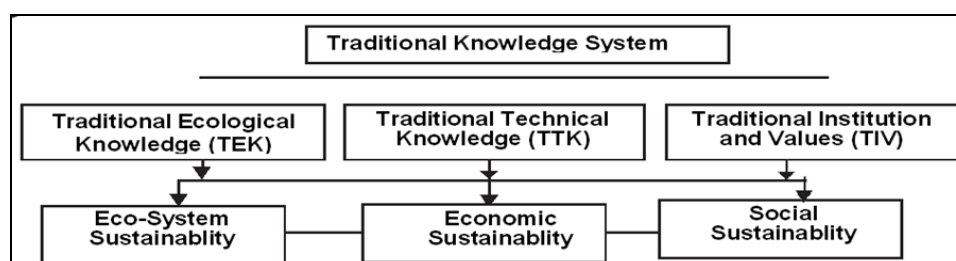 Traditional Knowledge System
Traditional Ecological
Knowledge (TEK)
Traditional Technical
Knowledge (TTK)
Traditional Institution
and Values (TIV)
Eco-System
Sustainablity
Economic
Sustainablity
Social
Sustainablity